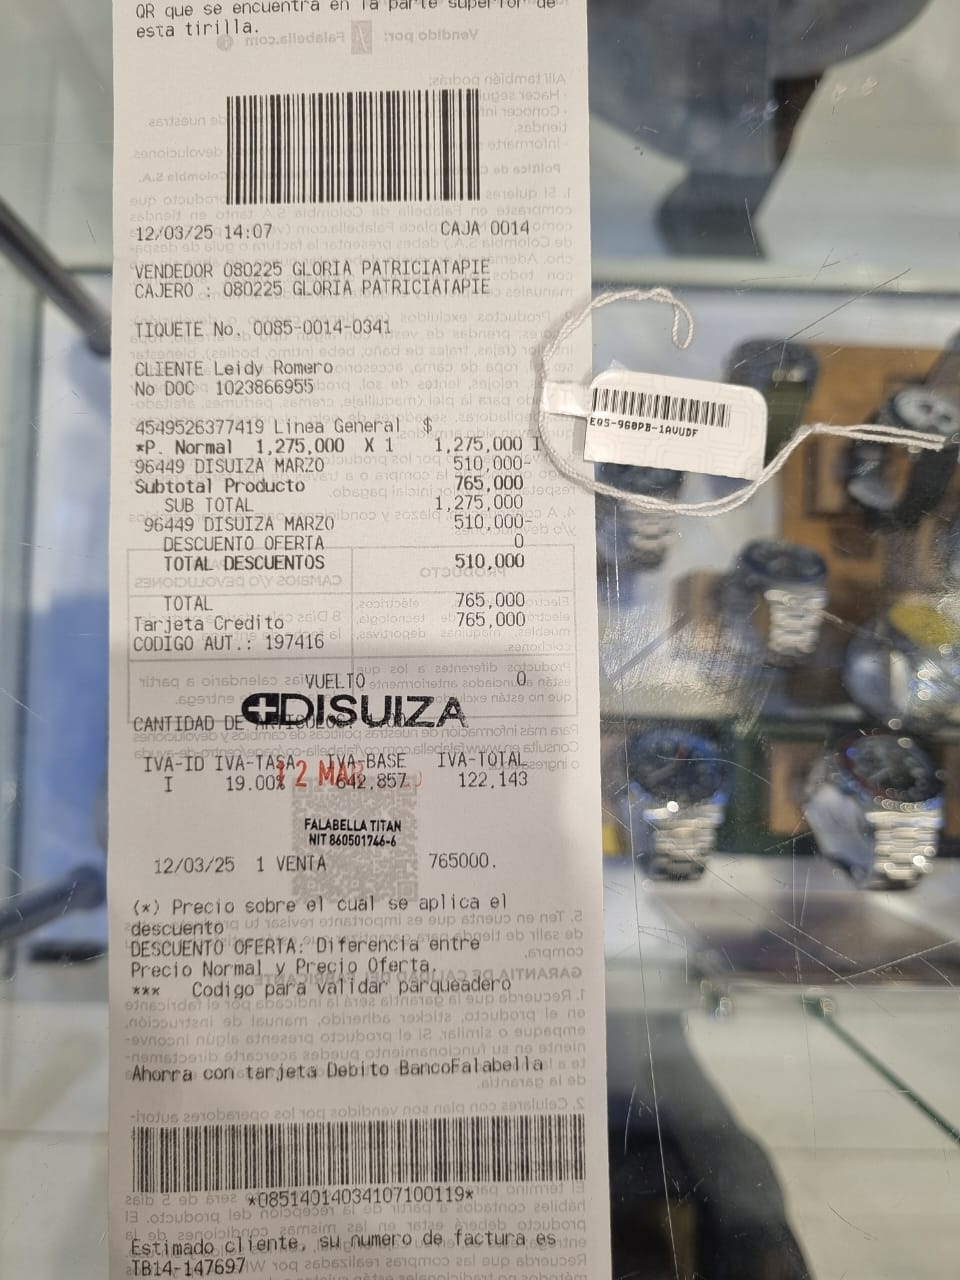 QR que se encuentra en la parte superior de
esta tirilla.
12/03/25 14:07 CAJA 0014
VENDEDOR 080225 GLORIA PATRICIATAPIE
CAJERO : 080225 GLORIA PATRICIATAPIE
TIQUETE No. 0085-0014-0341
CLIENTE Leidy Romero
No DOC 1023866955
4549526377419 Linea General $
*P. Normal 1,275,000 X 1 1,275,000 I
96449 DISUIZA MARZO 510,000-
Subtotal Producto 765,000
SUB TOTAL 1,275,000
96449 DISUIZA MARZO 510,000-
DESCUENTO OFERTA 0
TOTAL DESCUENTOS 510,000
TOTAL 765,000
Tarjeta Credito 765,000
CODIGO AUT.: 197416
VUELTO 0
DISUIZA
CANTIDAD DE
IVA-ID IVA-TASA IVA-BASE IVA-TOTAL
I 19.00% 642,857 122,143
FALABELLA TITAN
NIT 860501746-6
12/03/25 1 VENTA 765000.
(*) Precio sobre el cual se aplica el
descuento
DESCUENTO OFERTA: Diferencia entre
Precio Normal y Precio Oferta.
*** Codigo para validar parqueadero
Ahorra con tarjeta Debito BancoFalabella
*08514014034107100119*
Estimado cliente, su numero de factura es
TB14-147697
EQS-960PB-1AVUDF